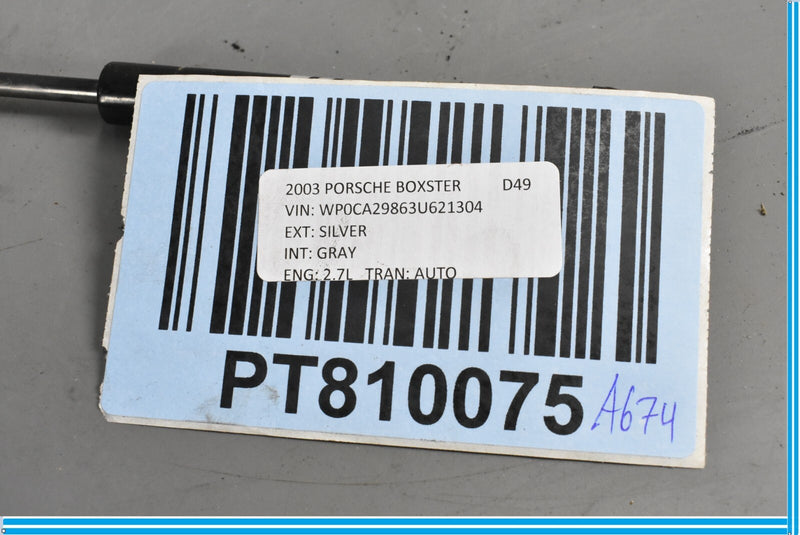 2003 PORSCHE BOXSTER D49
VIN: WP0CA29863U621304
EXT: SILVER
INT: GRAY
ENG: 2.7L TRAN: AUTO
PT810075 A674